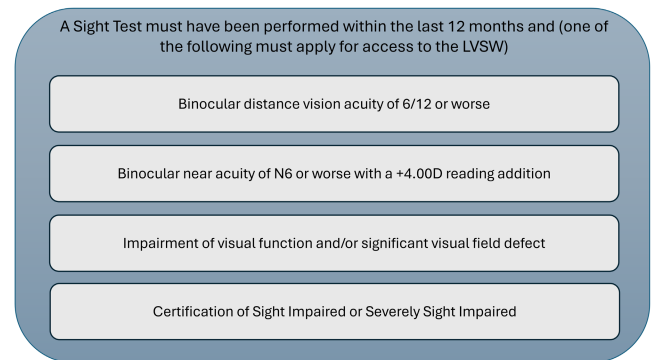 A Sight Test must have been performed within the last 12 months and (one of
the following must apply for access to the LVSW)
Binocular distance vision acuity of 6/12 or worse
Binocular near acuity of N6 or worse with a +4.00D reading addition
Impairment of visual function and/or significant visual field defect
Certification of Sight Impaired or Severely Sight Impaired